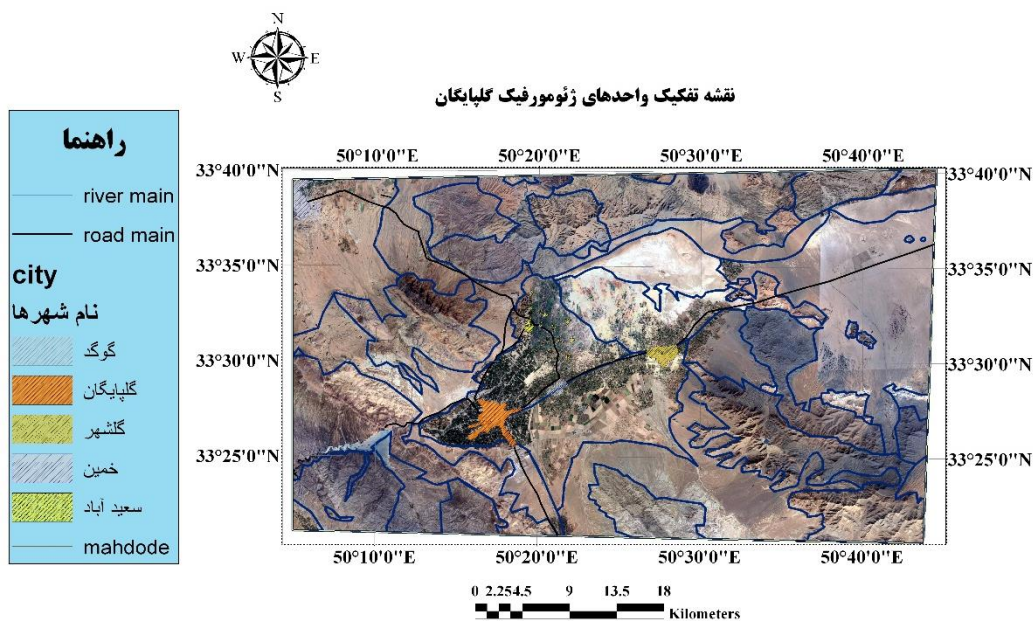 N
W E
S
نقشه تفکیک واحدهای ژئومورفیک گلپایگان
راهنما
river main
road main
city
نام شهرها
گوگد
گلپایگان
گلشهر
خمین
سعید آباد
mahdode
50°10'0"E 50°20'0"E 50°30'0"E 50°40'0"E
33°40'0"N 33°40'0"N
33°35'0"N 33°35'0"N
33°30'0"N 33°30'0"N
33°25'0"N 33°25'0"N
50°10'0"E 50°20'0"E 50°30'0"E 50°40'0"E
0 2.25 4.5 9 13.5 18
Kilometers